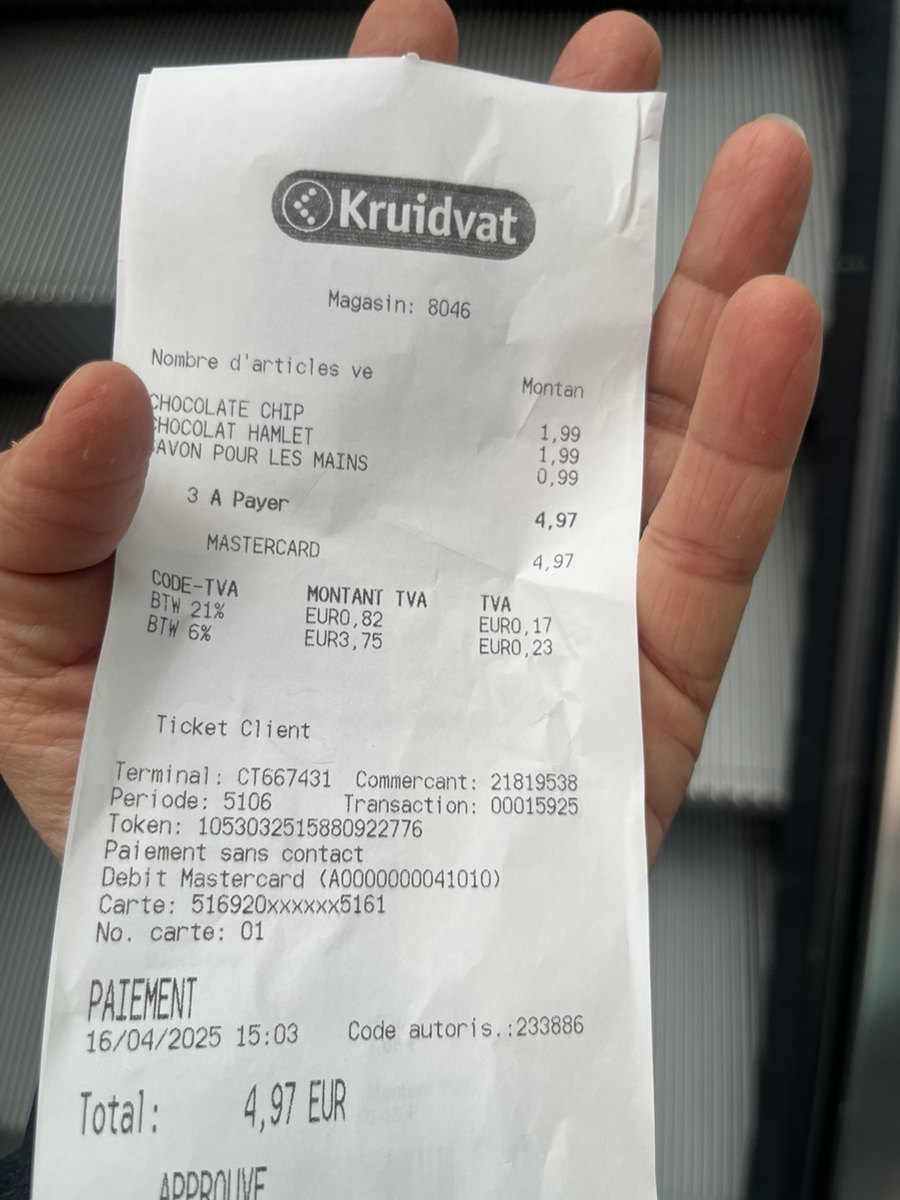 Kruidvat
Magasin: 8046
Nombre d'articles ve
Montan
CHOCOLATE CHIP 1,99
CHOCOLAT HAMLET 1,99
SAVON POUR LES MAINS 0,99
3 A Payer 4,97
MASTERCARD 4,97
CODE-TVA MONTANT TVA TVA
BTW 21% EUR0,82 EUR0,17
BTW 6% EUR3,75 EUR0,23
Ticket Client
Terminal: CT667431 Commercant: 21819538
Periode: 5106 Transaction: 00015925
Token: 1053032515880922776
Paiement sans contact
Debit Mastercard (A0000000041010)
Carte: 516920xxxxxx5161
No. carte: 01
PAIEMENT
16/04/2025 15:03 Code autoris.:233886
Total: 4,97 EUR
APPROUVE